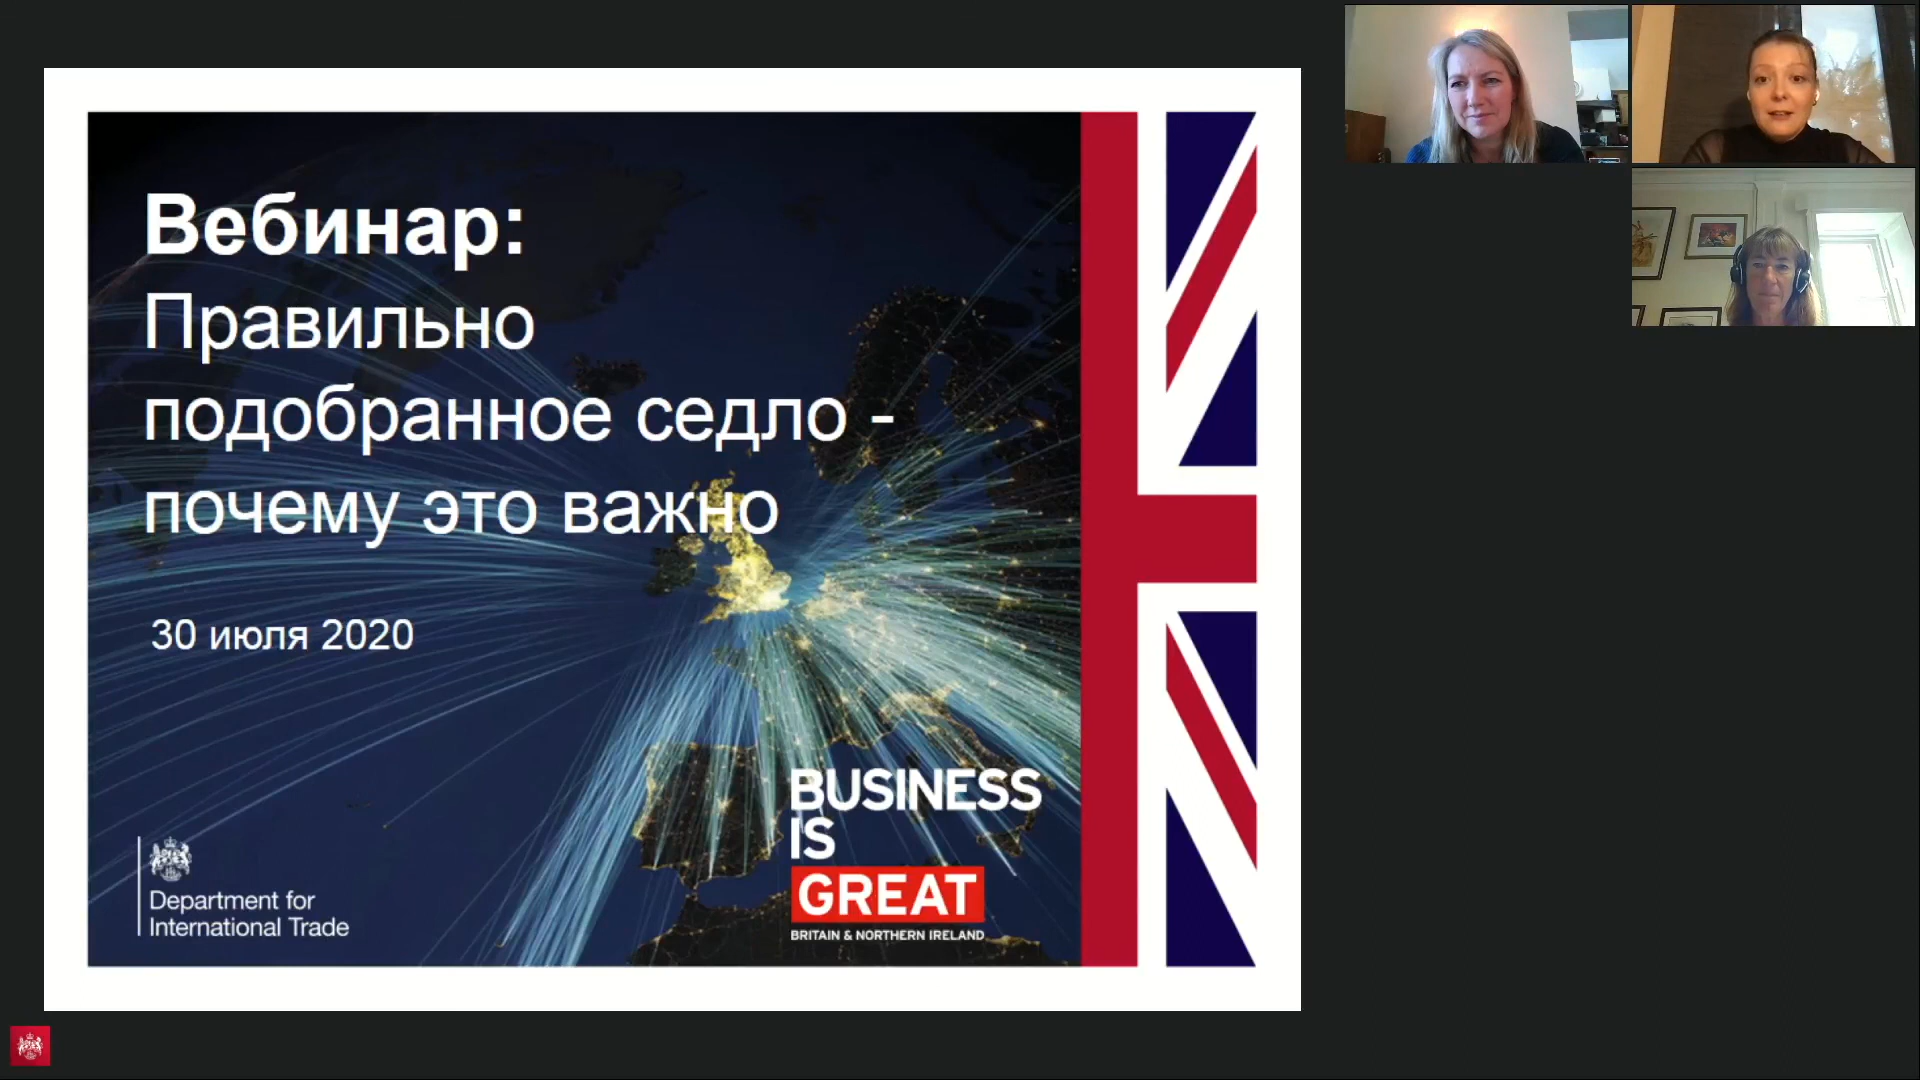 Вебинар:
Правильно
подобранное седло -
почему это важно
30 июля 2020
Department for
International Trade
BUSINESS
IS
GREAT
BRITAIN & NORTHERN IRELAND